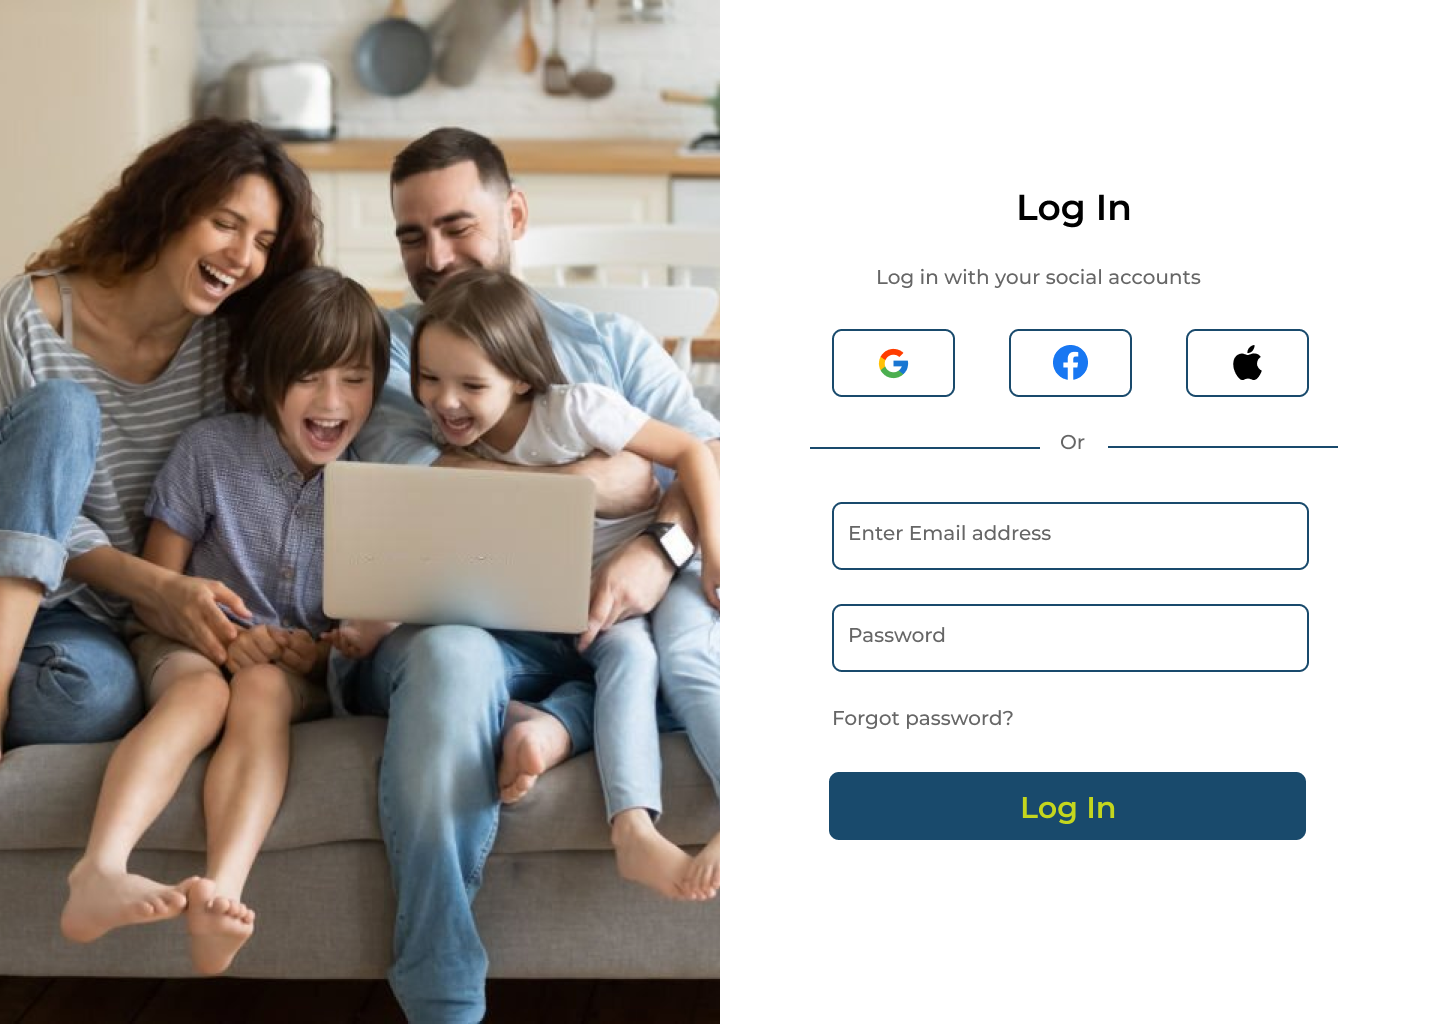 Log In
Log in with your social accounts
Or
Enter Email address
Password
Forgot password?
Log In